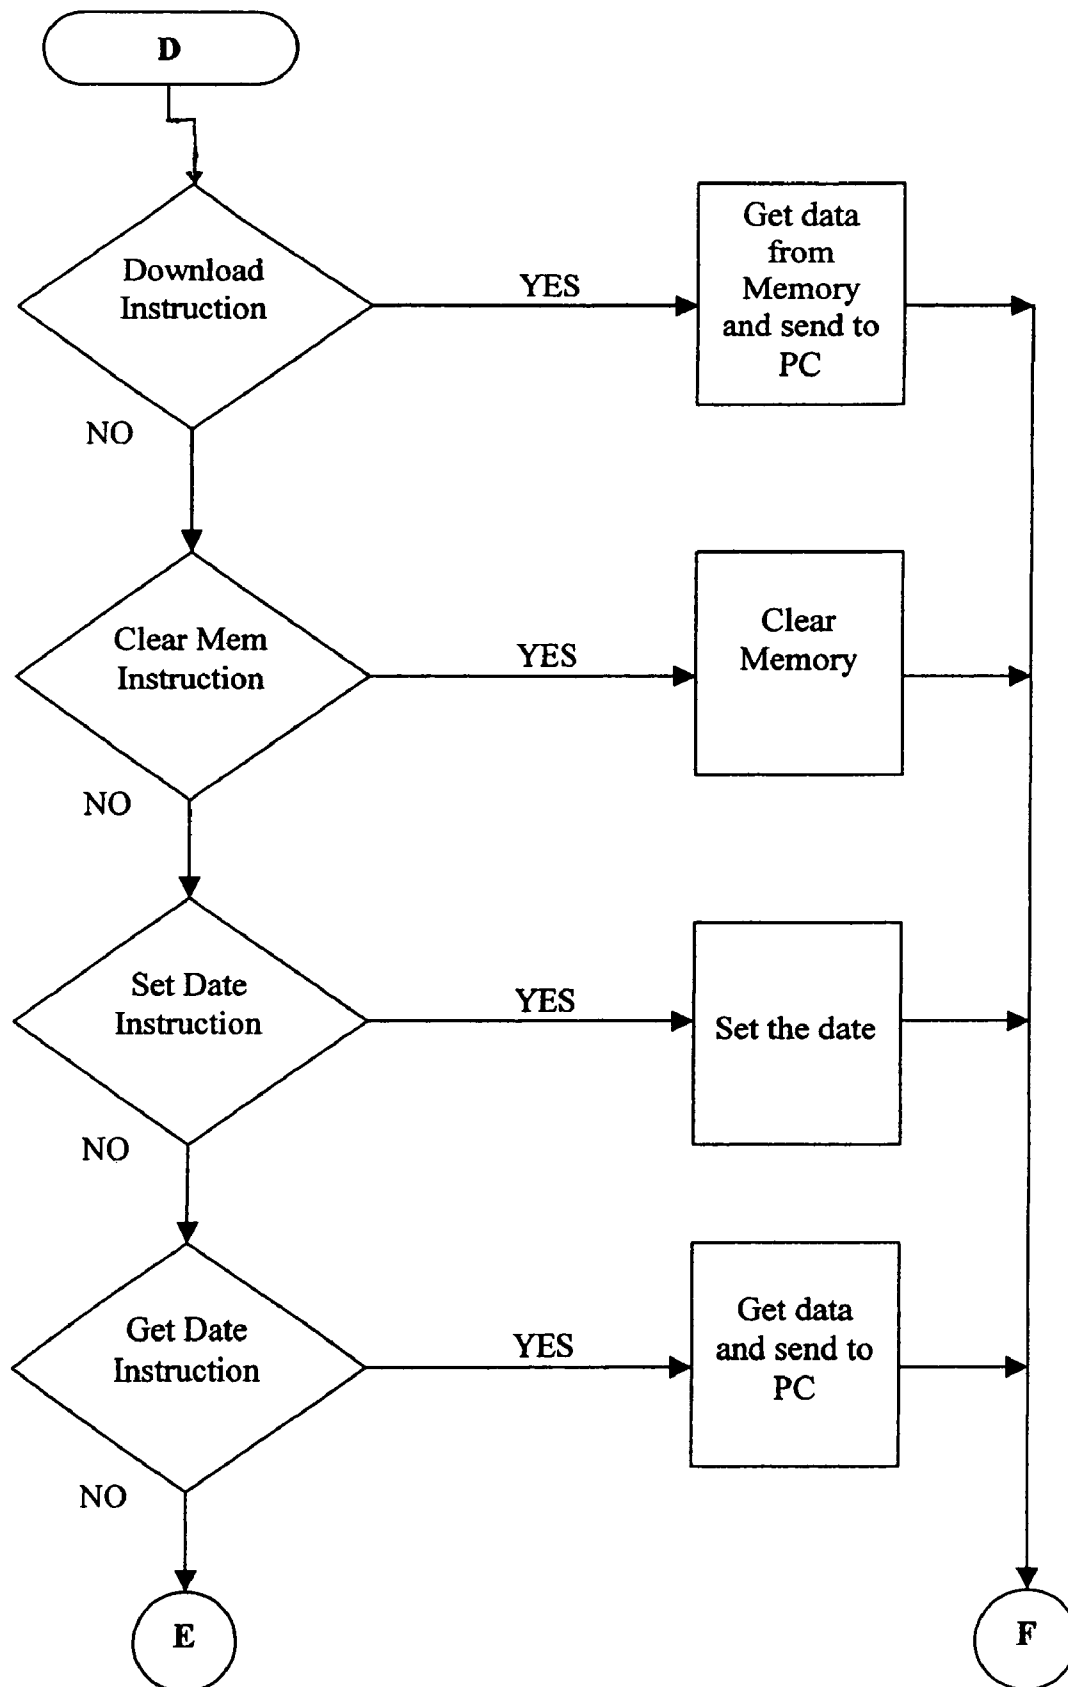 D
Download
Instruction
YES
Get data
from
Memory
and send to
PC
NO
Clear Mem
Instruction
YES
Clear
Memory
NO
Set Date
Instruction
YES
Set the date
NO
Get Date
Instruction
YES
Get data
and send to
PC
NO
E
F